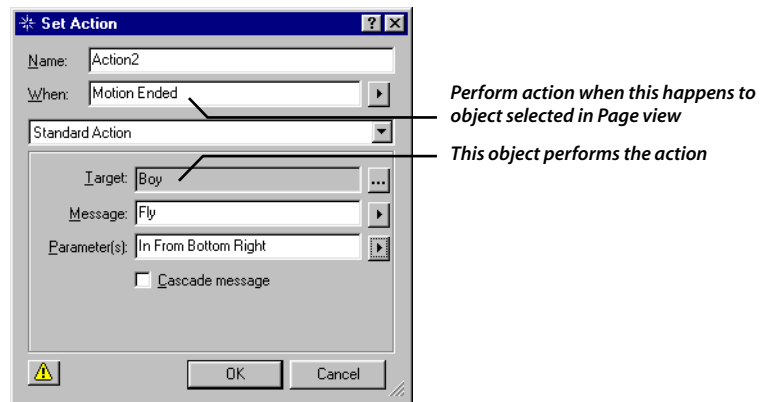 Set Action
Name: Action2
When: Motion Ended
Perform action when this happens to
object selected in Page view
Standard Action
This object performs the action
Target: Boy ...
Message: Fly
Parameter(s): In From Bottom Right
Cascade message
OK Cancel